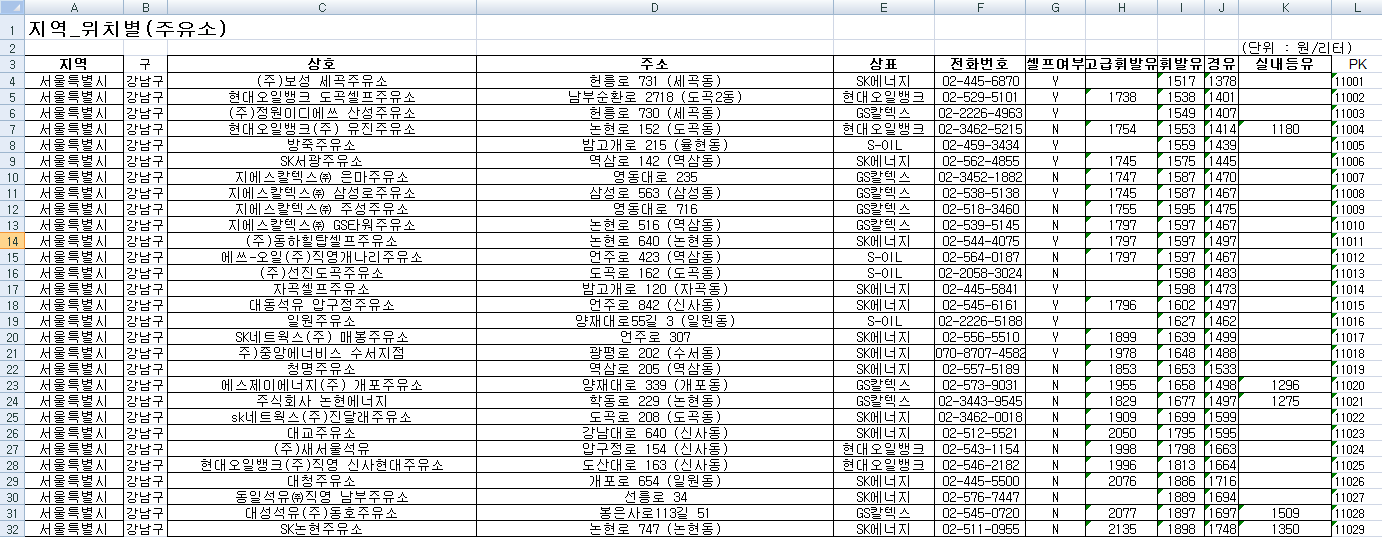 A B C D E F G H I J K L
1 지역_위치별(주유소)
2 (단위 : 원/리터)
3 지역 구 상호 주소 상표 전화번호 셀프여부 고급휘발유 휘발유 경유 실내등유 PK
4 서울특별시 강남구 (주)보성 세곡주유소 헌릉로 731 (세곡동) SK에너지 02-445-6870 Y 1517 1378 11001
5 서울특별시 강남구 현대오일뱅크 도곡셀프주유소 남부순환로 2718 (도곡2동) 현대오일뱅크 02-529-5101 Y 1738 1538 1401 11002
6 서울특별시 강남구 (주)정원이디에쓰 산성주유소 헌릉로 730 (세곡동) GS칼텍스 02-2226-4963 Y 1549 1407 11003
7 서울특별시 강남구 현대오일뱅크(주) 유진주유소 논현로 152 (도곡동) 현대오일뱅크 02-3462-5215 N 1754 1553 1414 1180 11004
8 서울특별시 강남구 방죽주유소 밤고개로 215 (율현동) S-OIL 02-459-3434 Y 1559 1439 11005
9 서울특별시 강남구 SK서광주유소 역삼로 142 (역삼동) SK에너지 02-562-4855 Y 1745 1575 1445 11006
10 서울특별시 강남구 지에스칼텍스㈜ 은마주유소 영동대로 235 GS칼텍스 02-3452-1882 N 1747 1587 1470 11007
11 서울특별시 강남구 지에스칼텍스㈜ 삼성로주유소 삼성로 563 (삼성동) GS칼텍스 02-538-5138 Y 1745 1587 1467 11008
12 서울특별시 강남구 지에스칼텍스㈜ 주성주유소 영동대로 716 GS칼텍스 02-518-3460 N 1755 1595 1475 11009
13 서울특별시 강남구 지에스칼텍스㈜ GS타워주유소 논현로 516 (역삼동) GS칼텍스 02-539-5145 N 1797 1597 1467 11010
14 서울특별시 강남구 (주)동하힐탑셀프주유소 논현로 640 (논현동) SK에너지 02-544-4075 Y 1797 1597 1497 11011
15 서울특별시 강남구 에쓰-오일(주)직영개나리주유소 언주로 423 (역삼동) S-OIL 02-564-0187 N 1797 1597 1467 11012
16 서울특별시 강남구 (주)선진도곡주유소 도곡로 162 (도곡동) S-OIL 02-2058-3024 N 1598 1483 11013
17 서울특별시 강남구 자곡셀프주유소 밤고개로 120 (자곡동) SK에너지 02-445-5841 Y 1598 1473 11014
18 서울특별시 강남구 대동석유 압구정주유소 언주로 842 (신사동) SK에너지 02-545-6161 Y 1796 1602 1497 11015
19 서울특별시 강남구 일원주유소 양재대로55길 3 (일원동) S-OIL 02-2226-5188 Y 1627 1462 11016
20 서울특별시 강남구 SK네트웍스(주) 매봉주유소 언주로 307 SK에너지 02-556-5510 Y 1899 1639 1499 11017
21 서울특별시 강남구 주)중앙에너비스 수서지점 광평로 202 (수서동) SK에너지 070-8707-4582 Y 1978 1648 1488 11018
22 서울특별시 강남구 청명주유소 역삼로 205 (역삼동) SK에너지 02-557-5189 N 1853 1653 1533 11019
23 서울특별시 강남구 에스제이에너지(주) 개포주유소 양재대로 339 (개포동) GS칼텍스 02-573-9031 N 1955 1658 1498 1296 11020
24 서울특별시 강남구 주식회사 논현에너지 학동로 229 (논현동) GS칼텍스 02-3443-9545 N 1829 1677 1497 1275 11021
25 서울특별시 강남구 sk네트웍스(주)진달래주유소 도곡로 208 (도곡동) SK에너지 02-3462-0018 N 1909 1699 1599 11022
26 서울특별시 강남구 대교주유소 강남대로 640 (신사동) SK에너지 02-512-5521 N 2050 1795 1595 11023
27 서울특별시 강남구 (주)새서울석유 압구정로 154 (신사동) 현대오일뱅크 02-543-1154 N 1998 1798 1663 11024
28 서울특별시 강남구 현대오일뱅크(주)직영 신사현대주유소 도산대로 163 (신사동) 현대오일뱅크 02-546-2182 N 1996 1813 1664 11025
29 서울특별시 강남구 대청주유소 개포로 654 (일원동) SK에너지 02-445-5500 N 2076 1886 1716 11026
30 서울특별시 강남구 동일석유㈜직영 남부주유소 선릉로 34 SK에너지 02-576-7447 N 1889 1694 11027
31 서울특별시 강남구 대성석유(주)동호주유소 봉은사로113길 51 GS칼텍스 02-545-0720 N 2077 1897 1697 1509 11028
32 서울특별시 강남구 SK논현주유소 논현로 747 (논현동) SK에너지 02-511-0955 N 2135 1898 1748 1350 11029